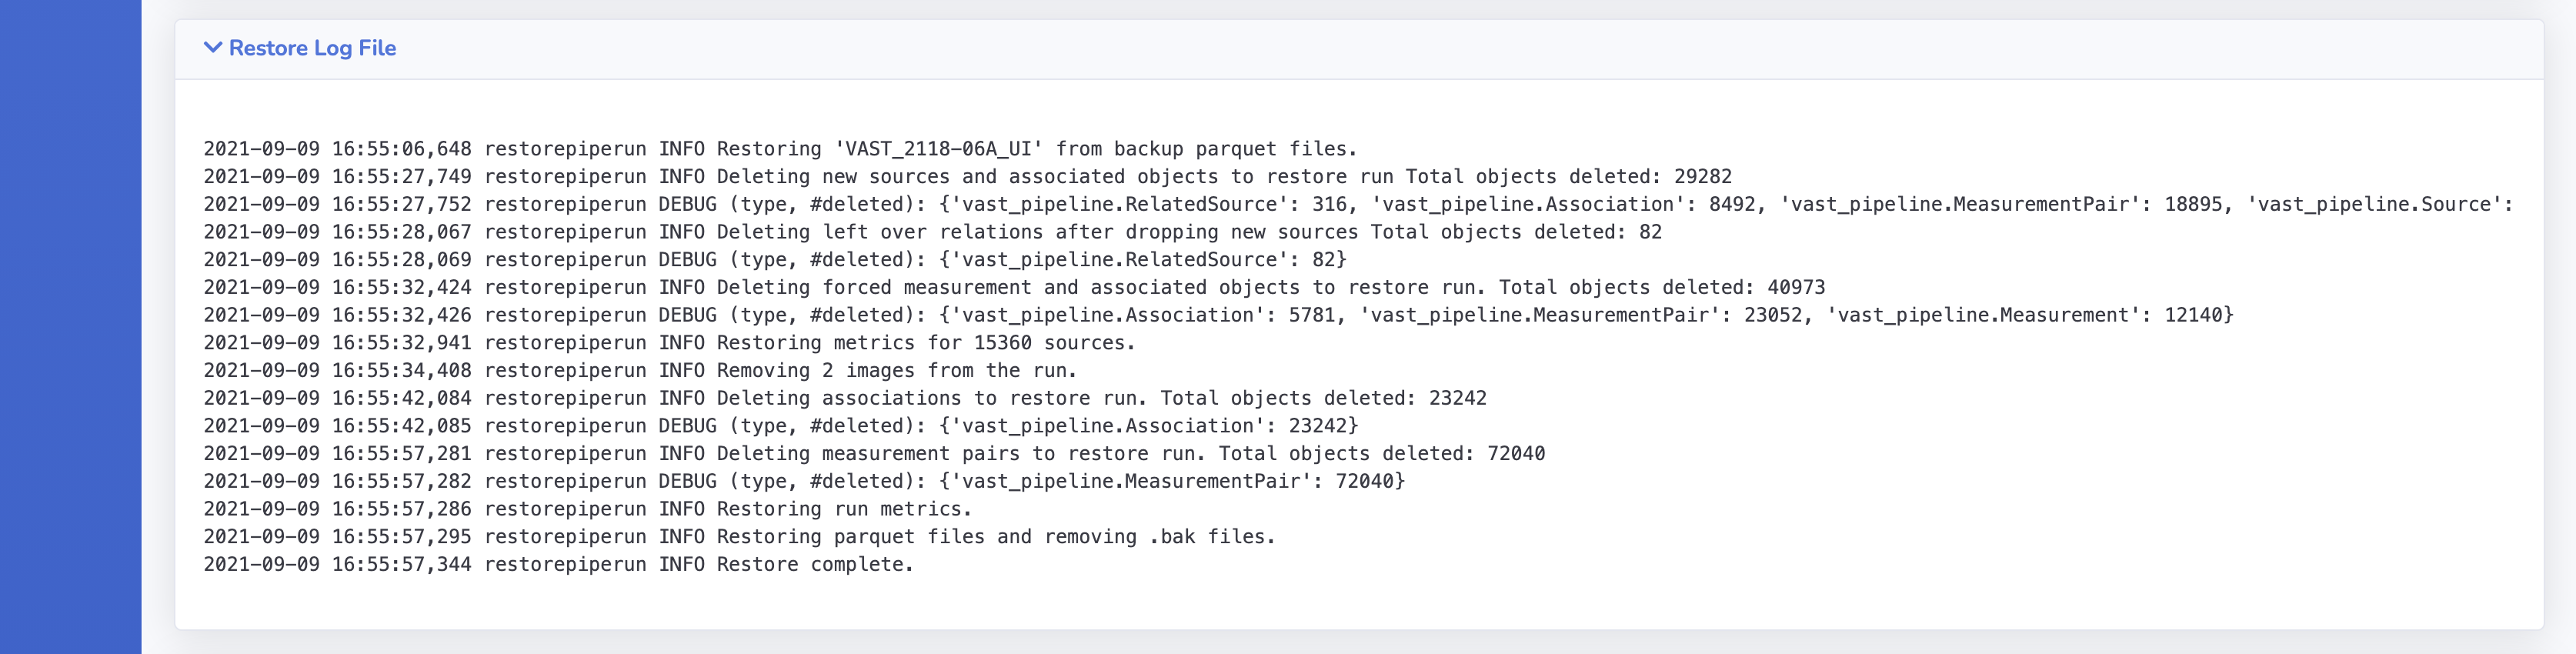 Restore Log File
2021-09-09 16:55:06,648 restorepiperun INFO Restoring 'VAST_2118-06A_UI' from backup parquet files.
2021-09-09 16:55:27,749 restorepiperun INFO Deleting new sources and associated objects to restore run Total objects deleted: 29282
2021-09-09 16:55:27,752 restorepiperun DEBUG (type, #deleted): {'vast_pipeline.RelatedSource': 316, 'vast_pipeline.Association': 8492, 'vast_pipeline.MeasurementPair': 18895, 'vast_pipeline.Source':
2021-09-09 16:55:28,067 restorepiperun INFO Deleting left over relations after dropping new sources Total objects deleted: 82
2021-09-09 16:55:28,069 restorepiperun DEBUG (type, #deleted): {'vast_pipeline.RelatedSource': 82}
2021-09-09 16:55:32,424 restorepiperun INFO Deleting forced measurement and associated objects to restore run. Total objects deleted: 40973
2021-09-09 16:55:32,426 restorepiperun DEBUG (type, #deleted): {'vast_pipeline.Association': 5781, 'vast_pipeline.MeasurementPair': 23052, 'vast_pipeline.Measurement': 12140}
2021-09-09 16:55:32,941 restorepiperun INFO Restoring metrics for 15360 sources.
2021-09-09 16:55:34,408 restorepiperun INFO Removing 2 images from the run.
2021-09-09 16:55:42,084 restorepiperun INFO Deleting associations to restore run. Total objects deleted: 23242
2021-09-09 16:55:42,085 restorepiperun DEBUG (type, #deleted): {'vast_pipeline.Association': 23242}
2021-09-09 16:55:57,281 restorepiperun INFO Deleting measurement pairs to restore run. Total objects deleted: 72040
2021-09-09 16:55:57,282 restorepiperun DEBUG (type, #deleted): {'vast_pipeline.MeasurementPair': 72040}
2021-09-09 16:55:57,286 restorepiperun INFO Restoring run metrics.
2021-09-09 16:55:57,295 restorepiperun INFO Restoring parquet files and removing .bak files.
2021-09-09 16:55:57,344 restorepiperun INFO Restore complete.